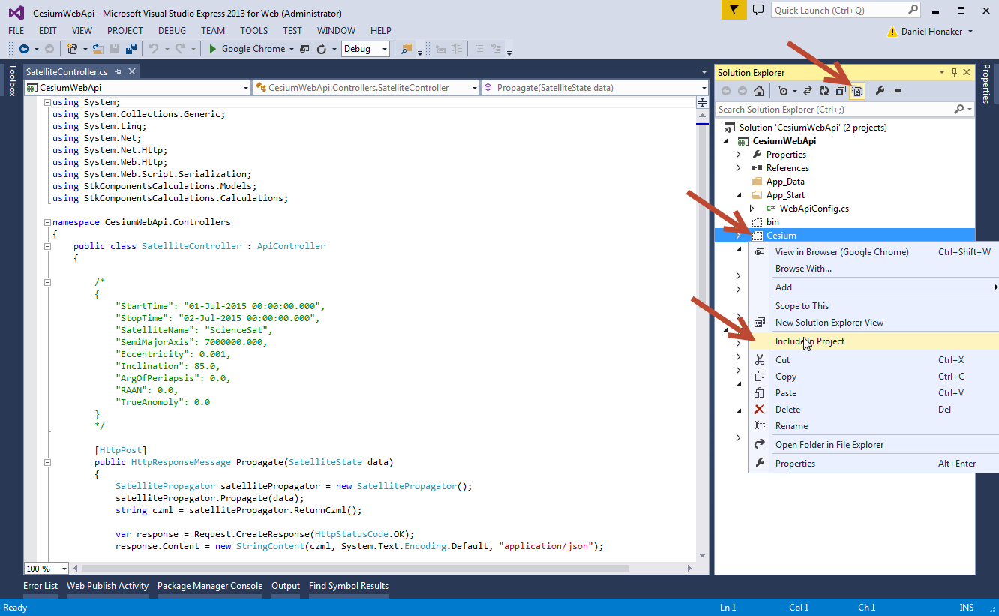 CesiumWebApi - Microsoft Visual Studio Express 2013 for Web (Administrator)
Quick Launch (Ctrl+Q)
FILE EDIT VIEW PROJECT DEBUG TEAM TOOLS TEST WINDOW HELP
Daniel Honaker
Google Chrome Debug
Toolbox
SatelliteController.cs
CesiumWebApi CesiumWebApi.Controllers.SatelliteController Propagate(SatelliteState data)
using System;
using System.Collections.Generic;
using System.Linq;
using System.Net;
using System.Net.Http;
using System.Web.Http;
using System.Web.Script.Serialization;
using StkComponentsCalculations.Models;
using StkComponentsCalculations.Calculations;
namespace CesiumWebApi.Controllers
{
public class SatelliteController : ApiController
{
/*
{
"StartTime": "01-Jul-2015 00:00:00.000",
"StopTime": "02-Jul-2015 00:00:00.000",
"SatelliteName": "ScienceSat",
"SemiMajorAxis": 7000000.000,
"Eccentricity": 0.001,
"Inclination": 85.0,
"ArgOfPeriapsis": 0.0,
"RAAN": 0.0,
"TrueAnomoly": 0.0
}
*/
[HttpPost]
public HttpResponseMessage Propagate(SatelliteState data)
{
SatellitePropagator satellitePropagator = new SatellitePropagator();
satellitePropagator.Propagate(data);
string czml = satellitePropagator.ReturnCzml();
var response = Request.CreateResponse(HttpStatusCode.OK);
response.Content = new StringContent(czml, System.Text.Encoding.Default, "application/json");
100 %
Solution Explorer
Properties
Search Solution Explorer (Ctrl+;)
Solution 'CesiumWebApi' (2 projects)
CesiumWebApi
Properties
References
App_Data
App_Start
C# WebApiConfig.cs
bin
Cesium
View in Browser (Google Chrome) Ctrl+Shift+W
Browse With...
Add
Scope to This
New Solution Explorer View
Include In Project
Cut Ctrl+X
Copy Ctrl+C
Paste Ctrl+V
Delete Del
Rename
Open Folder in File Explorer
Properties Alt+Enter
Error List Web Publish Activity Package Manager Console Output Find Symbol Results
Ready Ln 1 Col 1 Ch 1 INS